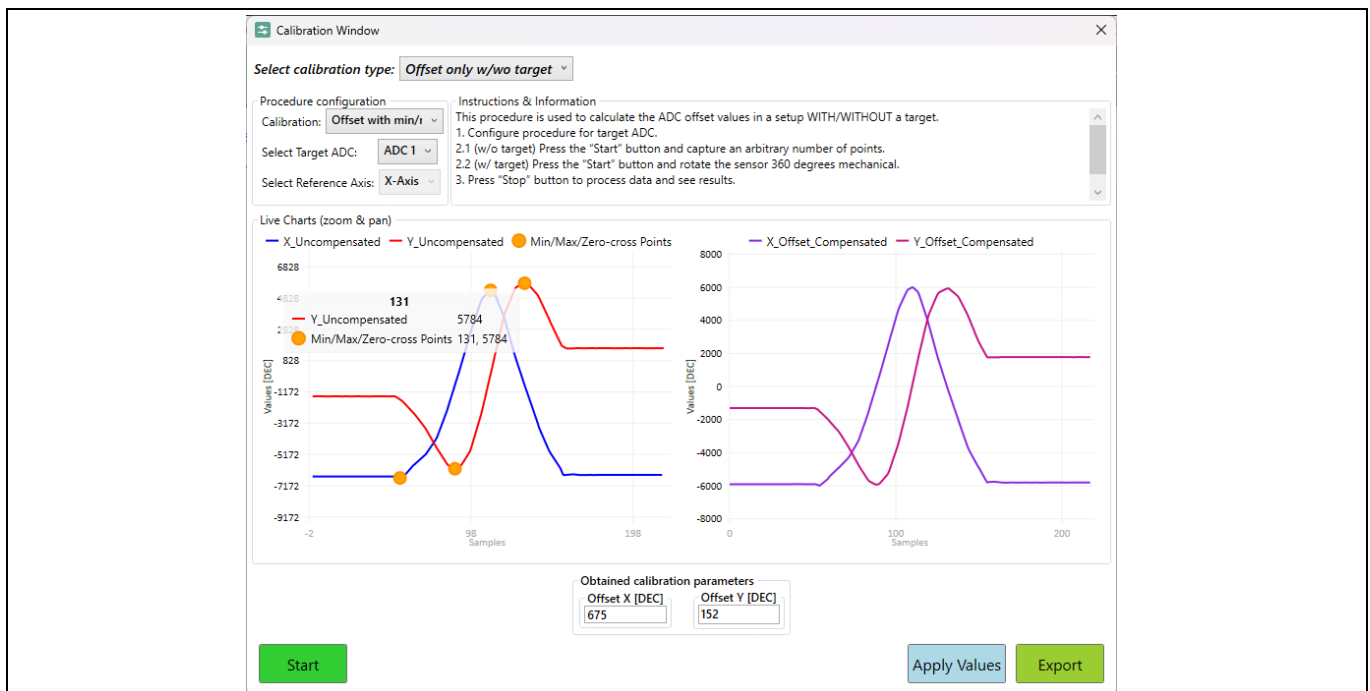 Calibration Window
Select calibration type: Offset only w/wo target
Procedure configuration
Calibration: Offset with min/r
Select Target ADC: ADC 1
Select Reference Axis: X-Axis
Instructions & Information
This procedure is used to calculate the ADC offset values in a setup WITH/WITHOUT a target.
1. Configure procedure for target ADC.
2.1 (w/o target) Press the “Start” button and capture an arbitrary number of points.
2.2 (w/ target) Press the “Start” button and rotate the sensor 360 degrees mechanical.
3. Press “Stop” button to process data and see results.
Live Charts (zoom & pan)
X_Uncompensated Y_Uncompensated Min/Max/Zero-cross Points
6828
4828
2828
828
-1172
-3172
-5172
-7172
-9172
Values [DEC]
131
Y_Uncompensated 5784
Min/Max/Zero-cross Points 131, 5784
-2 98 198
Samples
X_Offset_Compensated Y_Offset_Compensated
8000
6000
4000
2000
0
-2000
-4000
-6000
-8000
Values [DEC]
0 100 200
Samples
Obtained calibration parameters
Offset X [DEC] Offset Y [DEC]
675 152
Start Apply Values Export